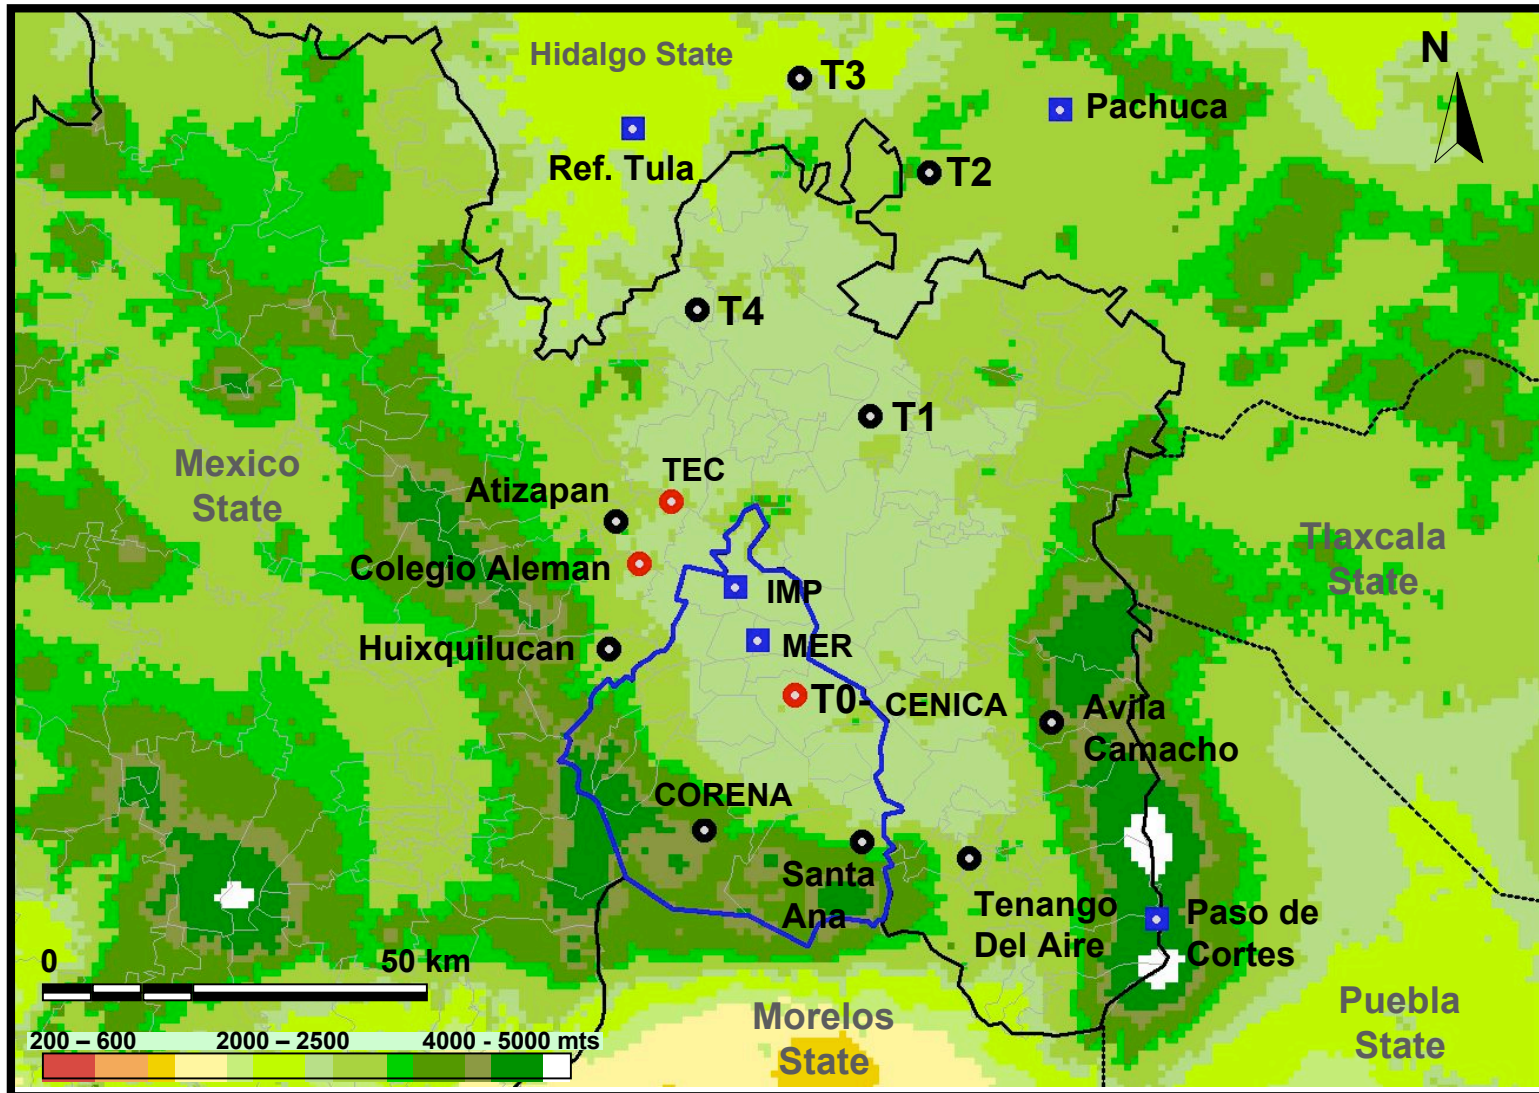 Hidalgo State
T3
N
Pachuca
Ref. Tula
T2
T4
T1
Mexico
State
TEC
Atizapan
Colegio Aleman
Tlaxcala
State
IMP
MER
Huixquilucan
T0- CENICA
Avila
Camacho
CORENA
Santa
Ana
Tenango
Del Aire
Paso de
Cortes
0 50 km
Morelos
State
Puebla
State
200 – 600 2000 – 2500 4000 - 5000 mts